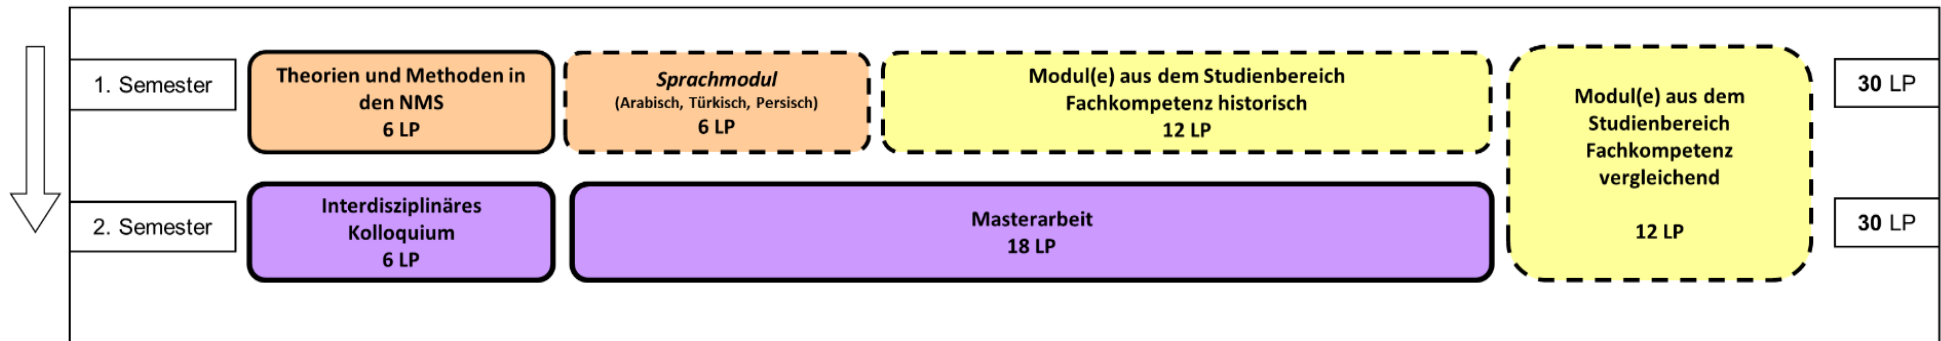 1. Semester
Theorien und Methoden in
den NMS
6 LP
Sprachmodul
(Arabisch, Türkisch, Persisch)
6 LP
Modul(e) aus dem Studienbereich
Fachkompetenz historisch
12 LP
Modul(e) aus dem
Studienbereich
Fachkompetenz
vergleichend
12 LP
30 LP
2. Semester
Interdisziplinäres
Kolloquium
6 LP
Masterarbeit
18 LP
30 LP